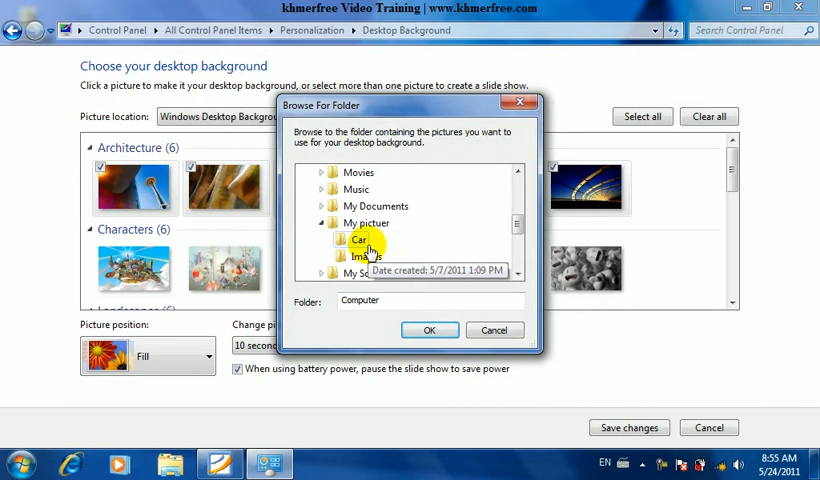 khmerfree Video Training | www.khmerfree.com
Control Panel
All Control Panel Items
Personalization
Desktop Background
Search Control Panel
Choose your desktop background
Click a picture to make it your desktop background, or select more than one picture to create a slide show.
Picture location:
Windows Desktop
Select all
Clear all
Architecture (6)
Characters (6)
Browse For Folder
Browse to the folder containing the pictures you want to
use for your desktop background.
Movies
Music
My Documents
My picturer
Car
Date created: 5/7/2011 1:09 PM
Folder:
Computer
OK
Cancel
Picture position:
Fill
Change
10 second
When using battery power, pause the slide show to save power
Save changes
Cancel
EN
8:55 AM
5/24/2011